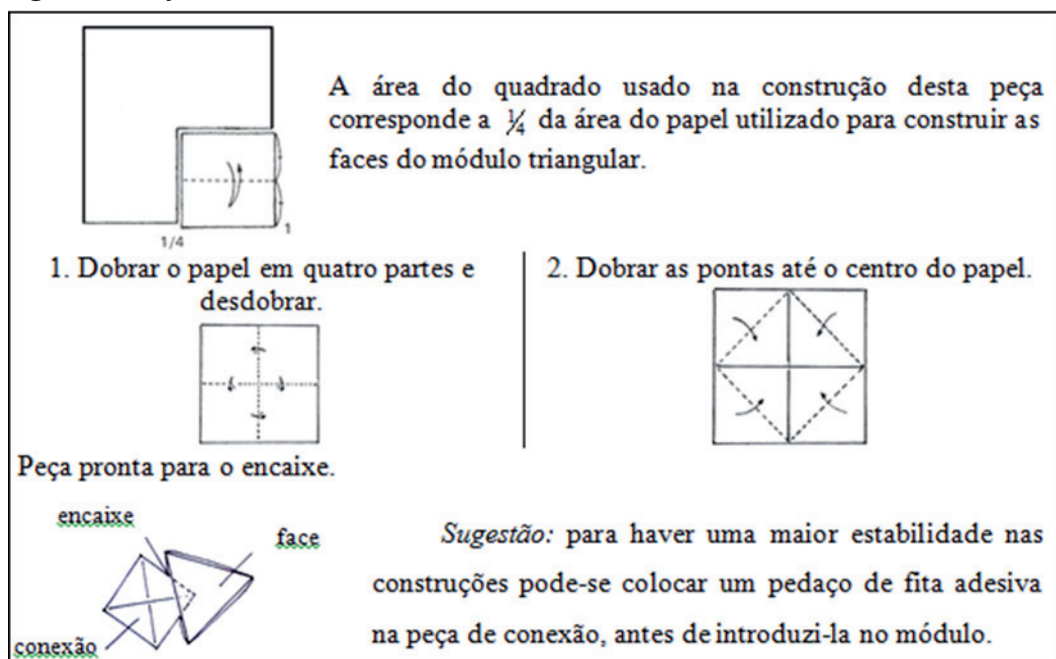 A área do quadrado usado na construção desta peça
corresponde a ¼ da área do papel utilizado para construir as
faces do módulo triangular.
1/4
1
1. Dobrar o papel em quatro partes e
desdobrar.
2. Dobrar as pontas até o centro do papel.
Peça pronta para o encaixe.
encaixe
face
conexão
Sugestão: para haver uma maior estabilidade nas
construções pode-se colocar um pedaço de fita adesiva
na peça de conexão, antes de introduzi-la no módulo.